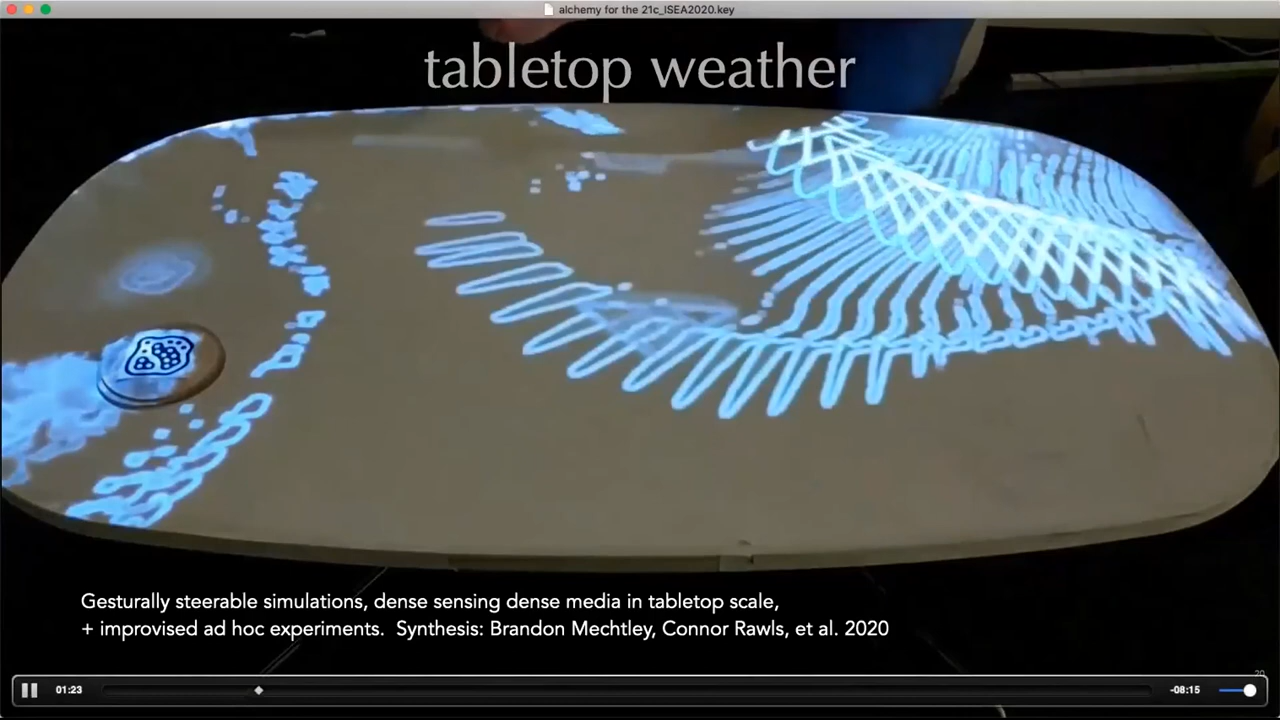 alchemy for the 21c_ISEA2020.key
tabletop weather
Gesturally steerable simulations, dense sensing dense media in tabletop scale,
+ improvised ad hoc experiments.  Synthesis: Brandon Mechtley, Connor Rawls, et al. 2020
20
01:23
-08:15